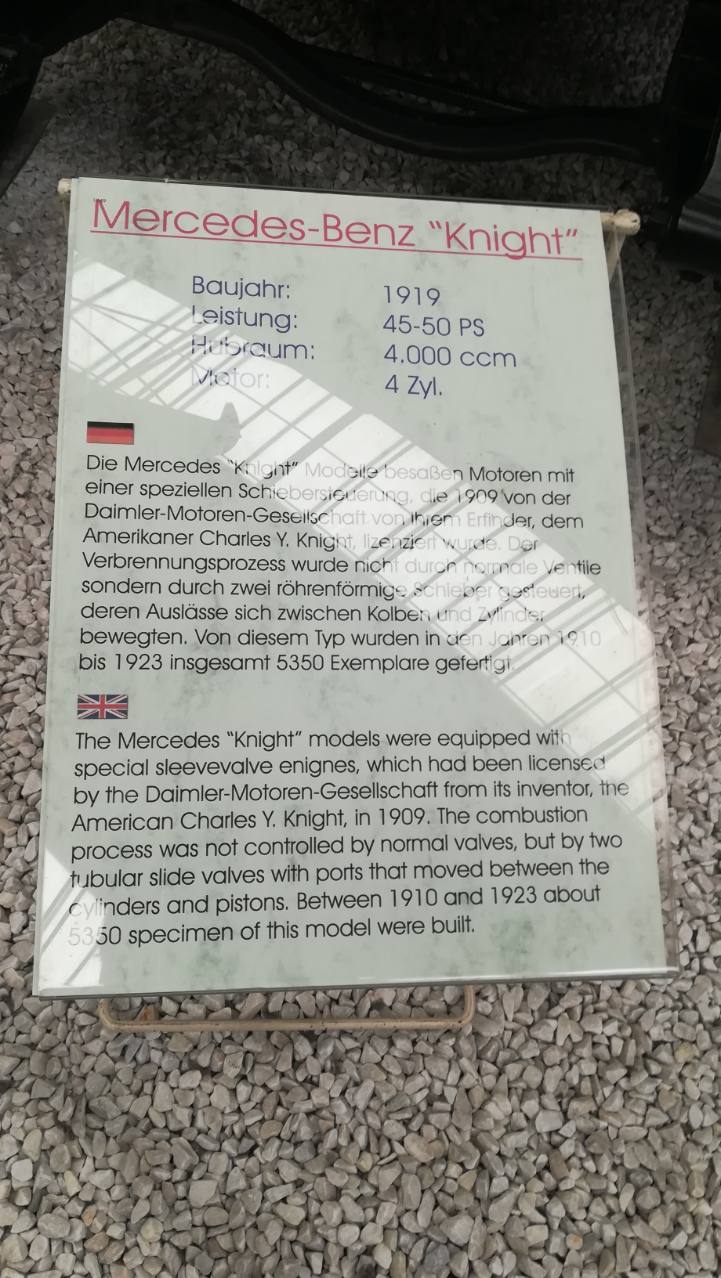 Mercedes-Benz “Knight”
Baujahr: 1919
Leistung: 45-50 PS
Hubraum: 4.000 ccm
Motor: 4 Zyl.
Die Mercedes “Knight” Modelle besaßen Motoren mit
einer speziellen Schiebersteuerung, die 1909 von der
Daimler-Motoren-Gesellschaft von ihrem Erfinder, dem
Amerikaner Charles Y. Knight, lizenziert wurde. Der
Verbrennungsprozess wurde nicht durch normale Ventile
sondern durch zwei röhrenförmige Schieber gesteuert,
deren Auslässe sich zwischen Kolben und Zylinder
bewegten. Von diesem Typ wurden in den Jahren 1910
bis 1923 insgesamt 5350 Exemplare gefertigt.
The Mercedes “Knight” models were equipped with
special sleevevalve enignes, which had been licensed
by the Daimler-Motoren-Gesellschaft from its inventor, the
American Charles Y. Knight, in 1909. The combustion
process was not controlled by normal valves, but by two
tubular slide valves with ports that moved between the
cylinders and pistons. Between 1910 and 1923 about
5350 specimen of this model were built.